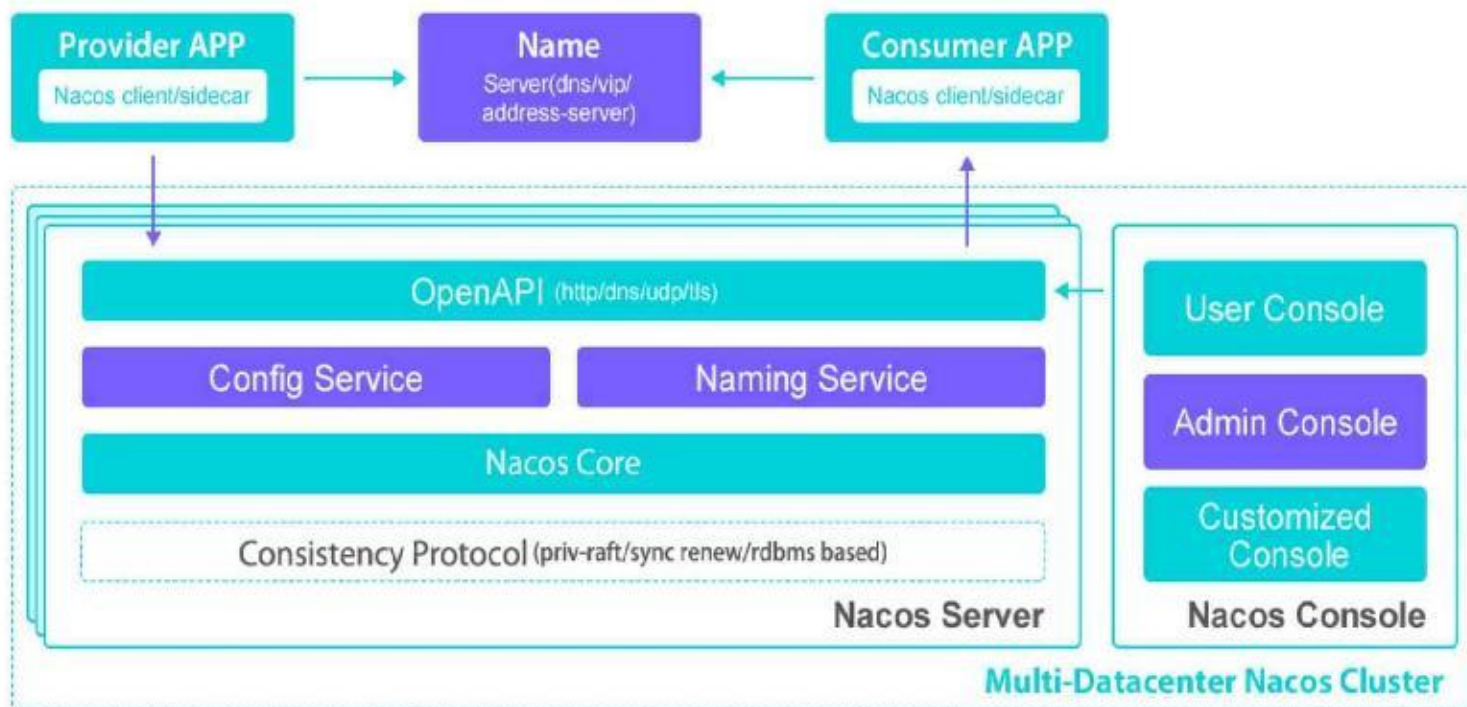 Provider APP
Nacos client/sidecar
Name
Server(dns/vip/
address-server)
Consumer APP
Nacos client/sidecar
OpenAPI (http/dns/udp/tls)
Config Service
Naming Service
Nacos Core
Consistency Protocol (priv-raft/sync renew/rdbms based)
Nacos Server
User Console
Admin Console
Customized
Console
Nacos Console
Multi-Datacenter Nacos Cluster